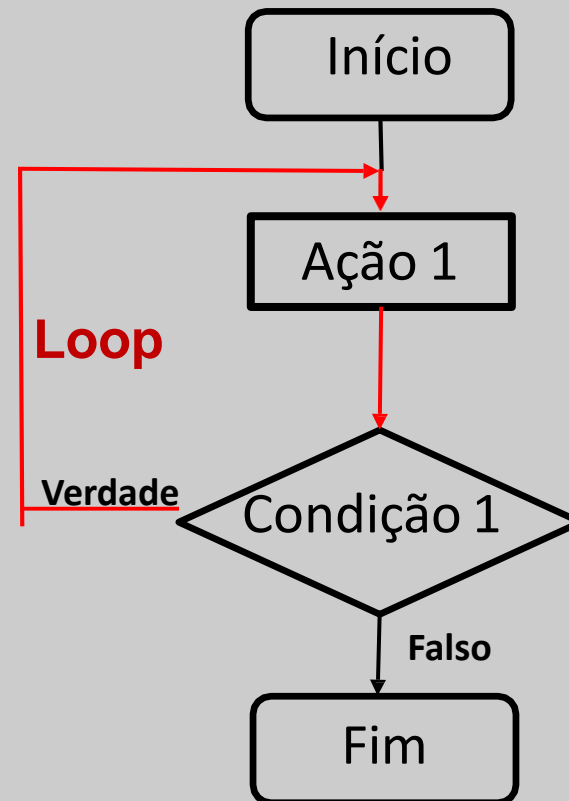 Início
Ação 1
Loop
Verdade
Condição 1
Falso
Fim